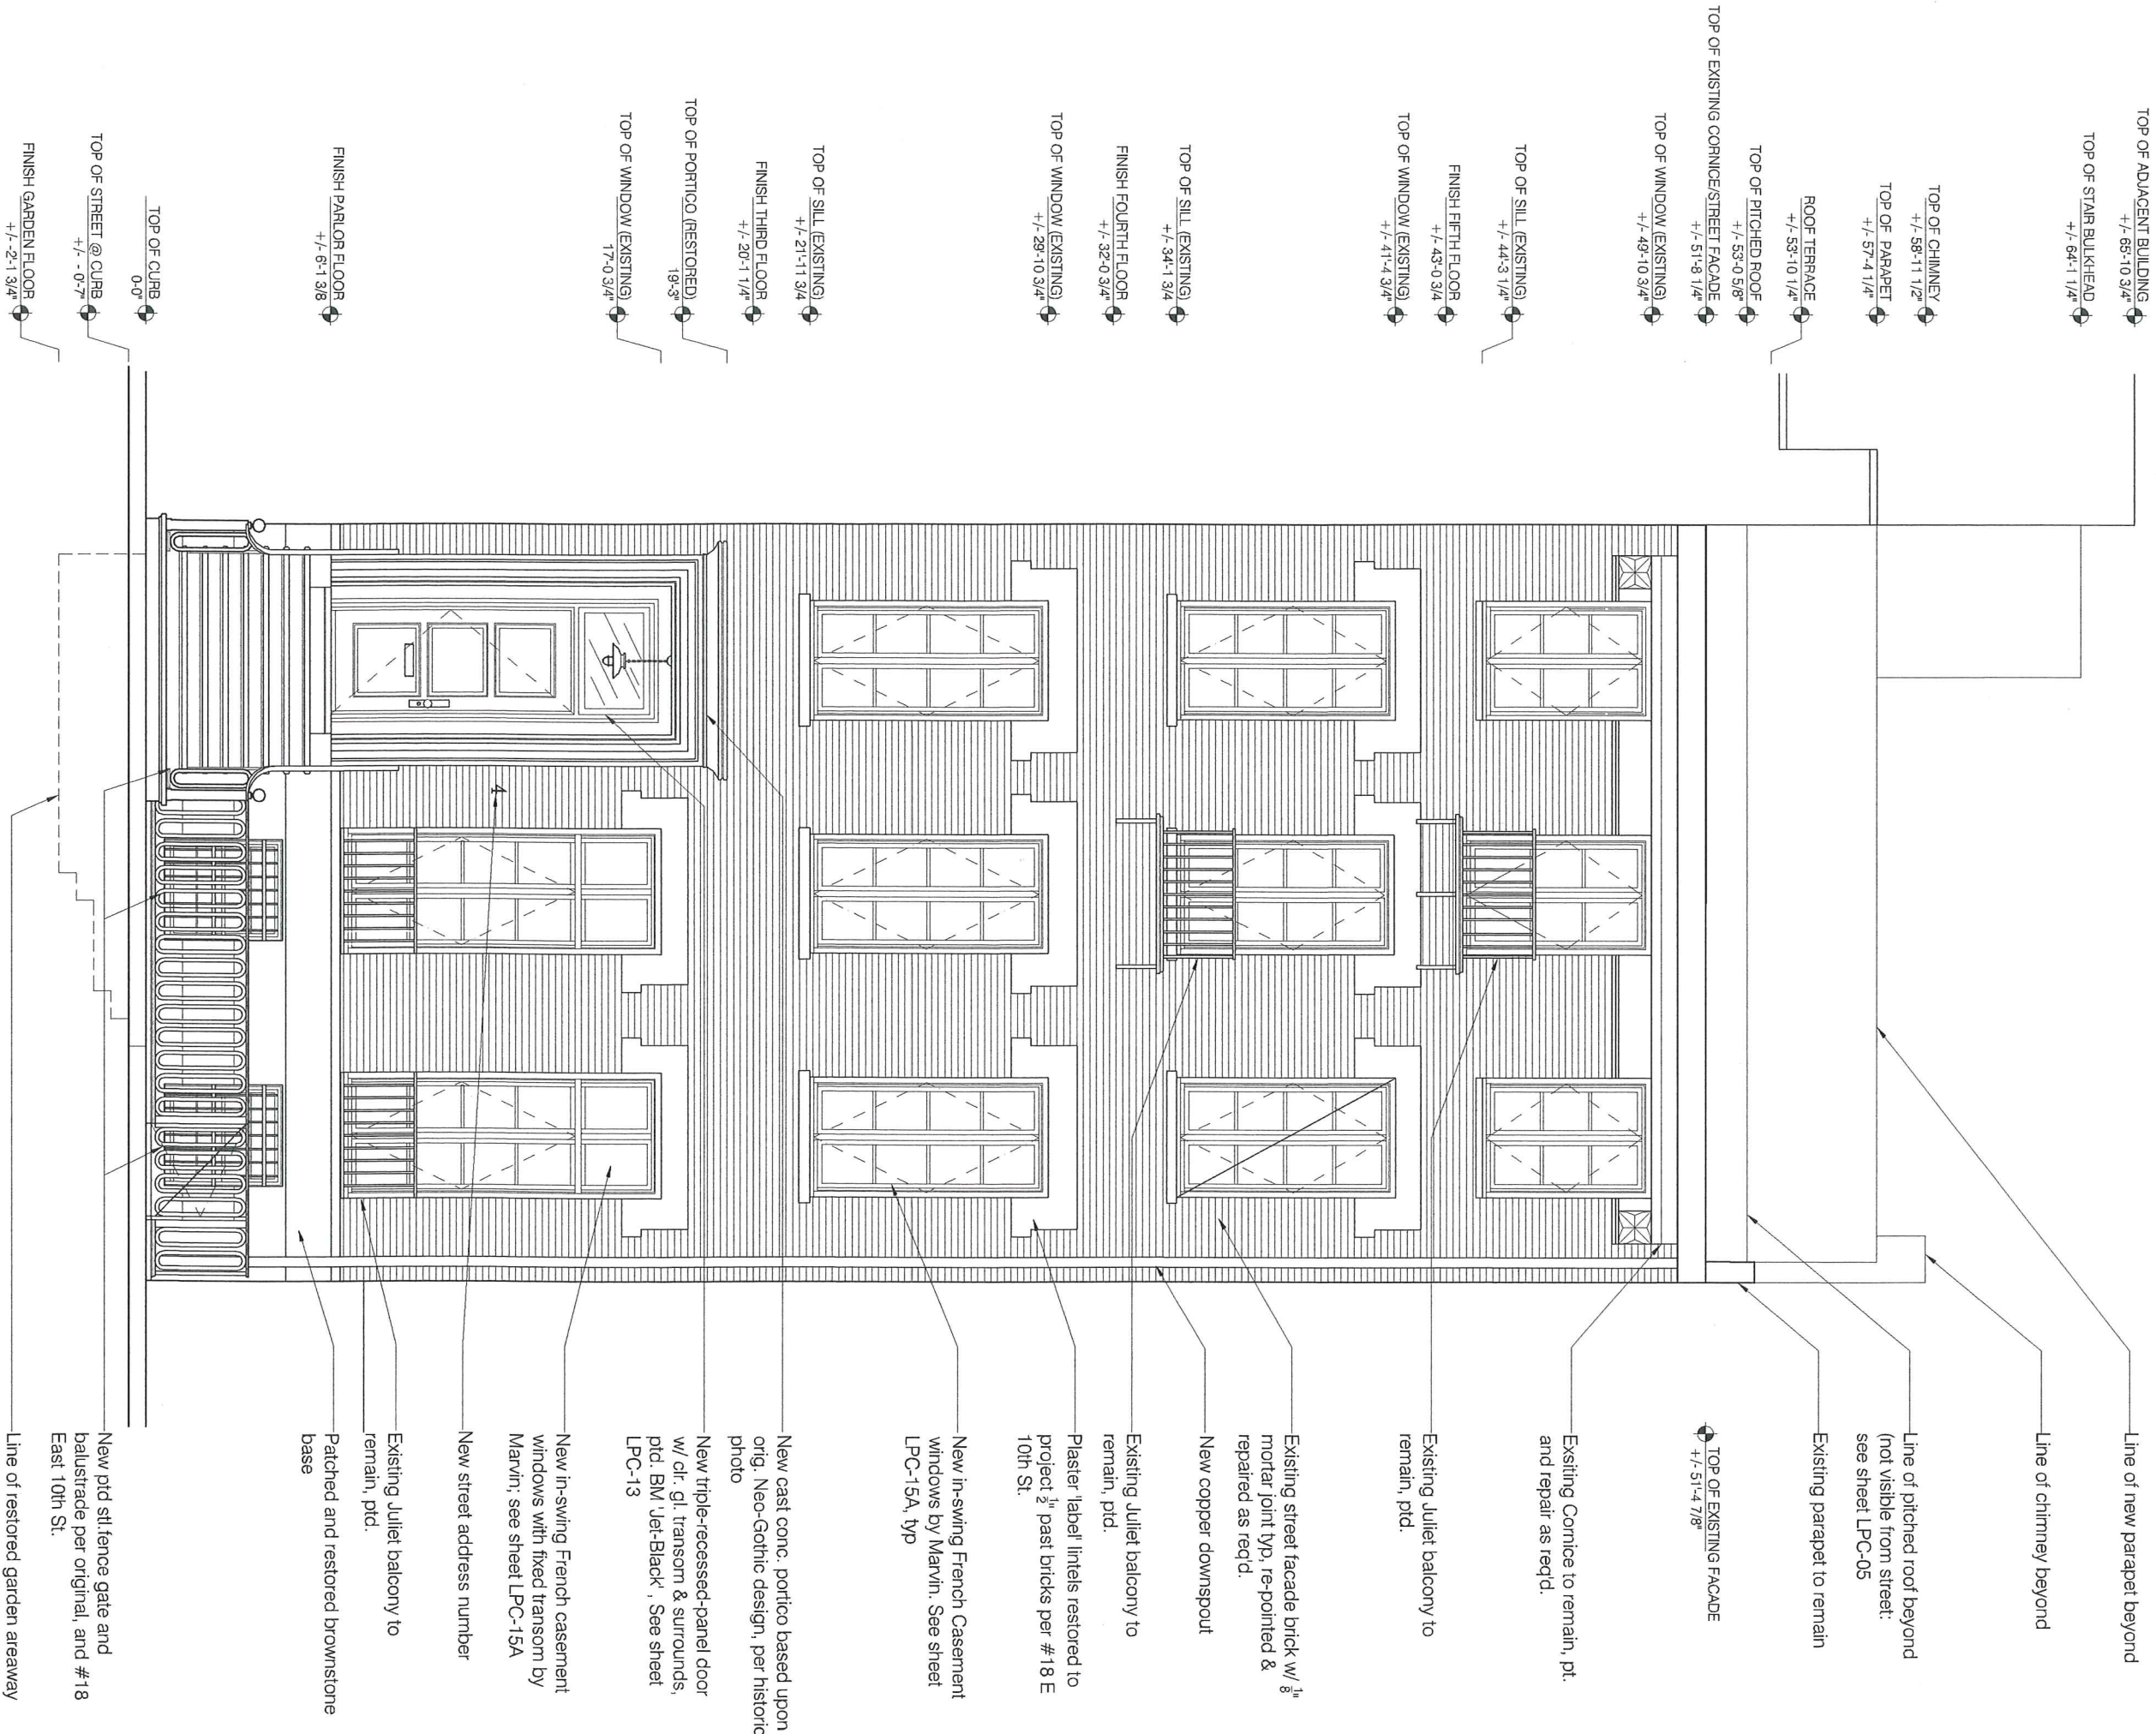 TOP OF ADJACENT BUILDING
+/- 65'-10 3/4"
TOP OF STAIR BULKHEAD
+/- 64'-1 1/4"
TOP OF CHIMNEY
+/- 58'-11 1/2"
TOP OF PARAPET
+/- 57'-4 1/4"
ROOF TERRACE
+/- 53'-10 1/4"
TOP OF PITCHED ROOF
+/- 53'-0 5/8"
TOP OF EXISTING CORNICE/STREET FACADE
+/- 51'-8 1/4"
TOP OF WINDOW (EXISTING)
+/- 49'-10 3/4"
TOP OF SILL (EXISTING)
+/- 44'-3 1/4"
FINISH FIFTH FLOOR
+/- 43'-0 3/4
TOP OF WINDOW (EXISTING)
+/- 41'-4 3/4"
TOP OF SILL (EXISTING)
+/- 34'-1 3/4
FINISH FOURTH FLOOR
+/- 32'-0 3/4"
TOP OF WINDOW (EXISTING)
+/- 29'-10 3/4"
TOP OF SILL (EXISTING)
+/- 21'-11 3/4
FINISH THIRD FLOOR
+/- 20'-1 1/4"
TOP OF PORTICO (RESTORED)
19'-3"
TOP OF WINDOW (EXISTING)
17'-0 3/4"
FINISH PARLOR FLOOR
+/- 6'-1 3/8
TOP OF CURB
0-0"
TOP OF STREET @ CURB
+/- - 0'-7"
FINISH GARDEN FLOOR
+/- -2'-1 3/4"
4
Line of new parapet beyond
Line of chimney beyond
Line of pitched roof beyond
(not visible from street:
see sheet LPC-05
Existing parapet to remain
TOP OF EXISTING FACADE
+/- 51'-4 7/8"
Exsiting Cornice to remain, pt.
and repair as req'd.
Existing Juliet balcony to
remain, ptd.
Existing street facade brick w/ 1/8"
mortar joint typ, re-pointed &
repaired as req'd.
New copper downspout
Existing Juliet balcony to
remain, ptd.
Plaster 'label' lintels restored to
project 1/2" past bricks per #18 E
10th St.
New in-swing French Casement
windows by Marvin. See sheet
LPC-15A, typ
New cast conc. portico based upon
orig. Neo-Gothic design, per historic
photo
New triple-recessed-panel door
w/ clr. gl. transom & surrounds,
ptd. BM 'Jet-Black' , See sheet
LPC-13
New in-swing French casement
windows with fixed transom by
Marvin; see sheet LPC-15A
New street address number
Existing Juliet balcony to
remain, ptd.
Patched and restored brownstone
base
New ptd stl.fence gate and
balustrade per original, and #18
East 10th St.
Line of restored garden areaway